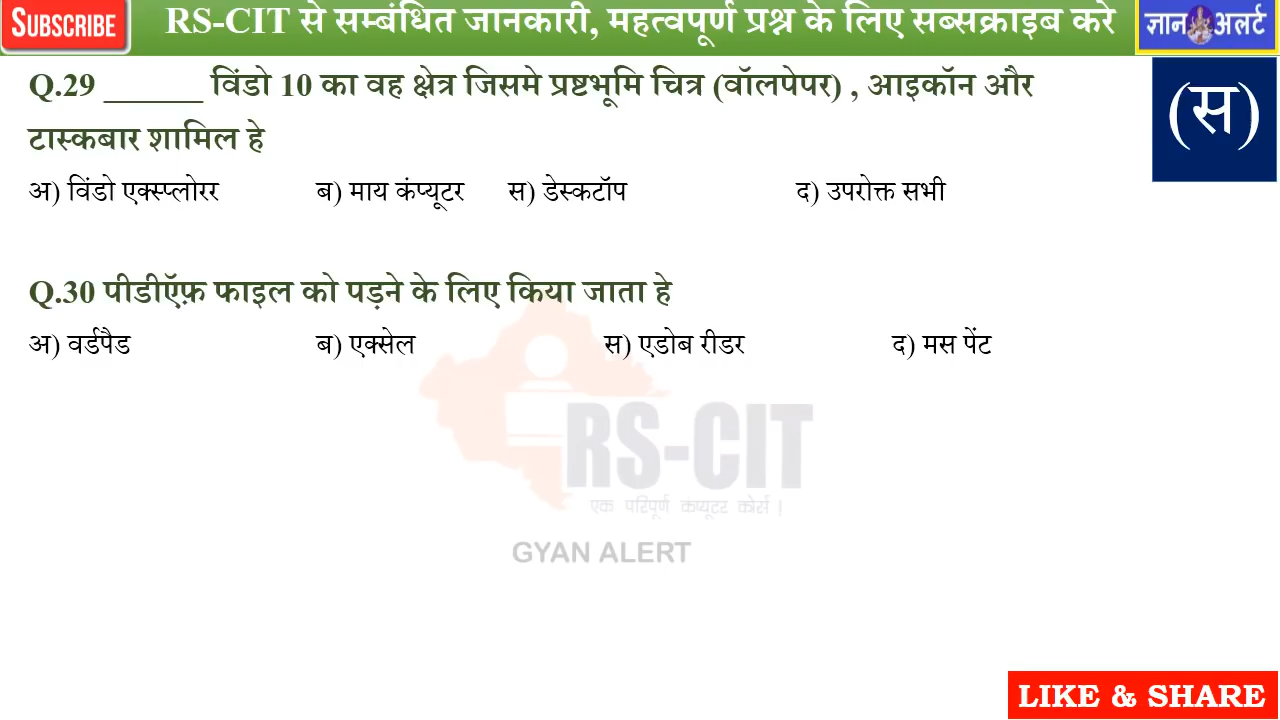 SUBSCRIBE
RS-CIT से सम्बंधित जानकारी, महत्वपूर्ण प्रश्न के लिए सब्सक्राइब करे
ज्ञान अलर्ट
Q.29 ______ विंडो 10 का वह क्षेत्र जिसमे प्रष्टभूमि चित्र (वॉलपेपर) , आइकॉन और
टास्कबार शामिल हे
(स)
अ) विंडो एक्स्प्लोरर ब) माय कंप्यूटर स) डेस्कटॉप द) उपरोक्त सभी
Q.30 पीडीऍफ़ फाइल को पड़ने के लिए किया जाता हे
अ) वर्डपैड ब) एक्सेल स) एडोब रीडर द) मस पेंट
RS-CIT
एक परिपूर्ण कंप्यूटर कोर्स |
GYAN ALERT
LIKE & SHARE